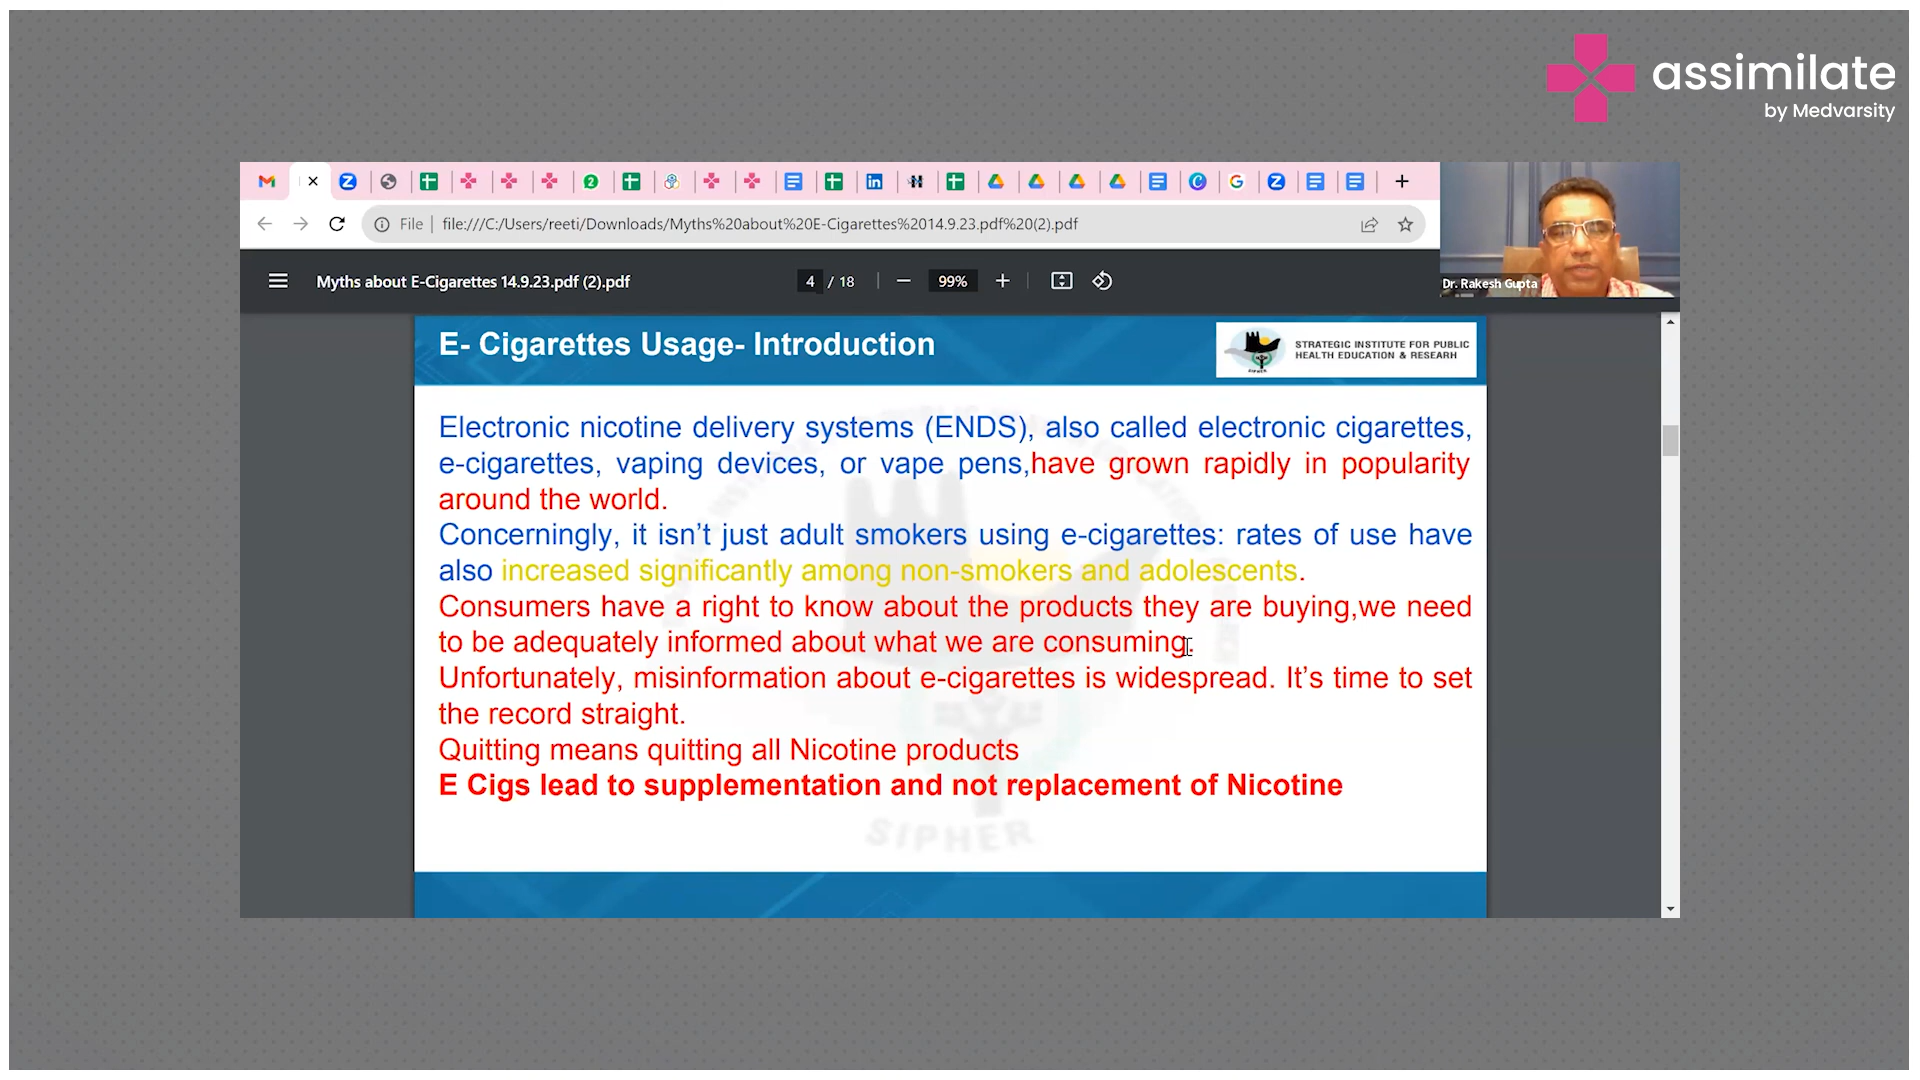 assimilate
by Medvarsity
2
File
file:///C:/Users/reeti/Downloads/Myths%20about%20E-Cigarettes%2014.9.23.pdf%20(2).pdf
Dr. Rakesh Gupta
Myths about E-Cigarettes 14.9.23.pdf (2).pdf
4 / 18
99%
E- Cigarettes Usage- Introduction
SIPHER
STRATEGIC INSTITUTE FOR PUBLIC
HEALTH EDUCATION & RESEARH
Electronic nicotine delivery systems (ENDS), also called electronic cigarettes,
e-cigarettes, vaping devices, or vape pens,have grown rapidly in popularity
around the world.
Concerningly, it isn't just adult smokers using e-cigarettes: rates of use have
also increased significantly among non-smokers and adolescents.
Consumers have a right to know about the products they are buying,we need
to be adequately informed about what we are consuming.
Unfortunately, misinformation about e-cigarettes is widespread. It's time to set
the record straight.
Quitting means quitting all Nicotine products
E Cigs lead to supplementation and not replacement of Nicotine
SIPHER